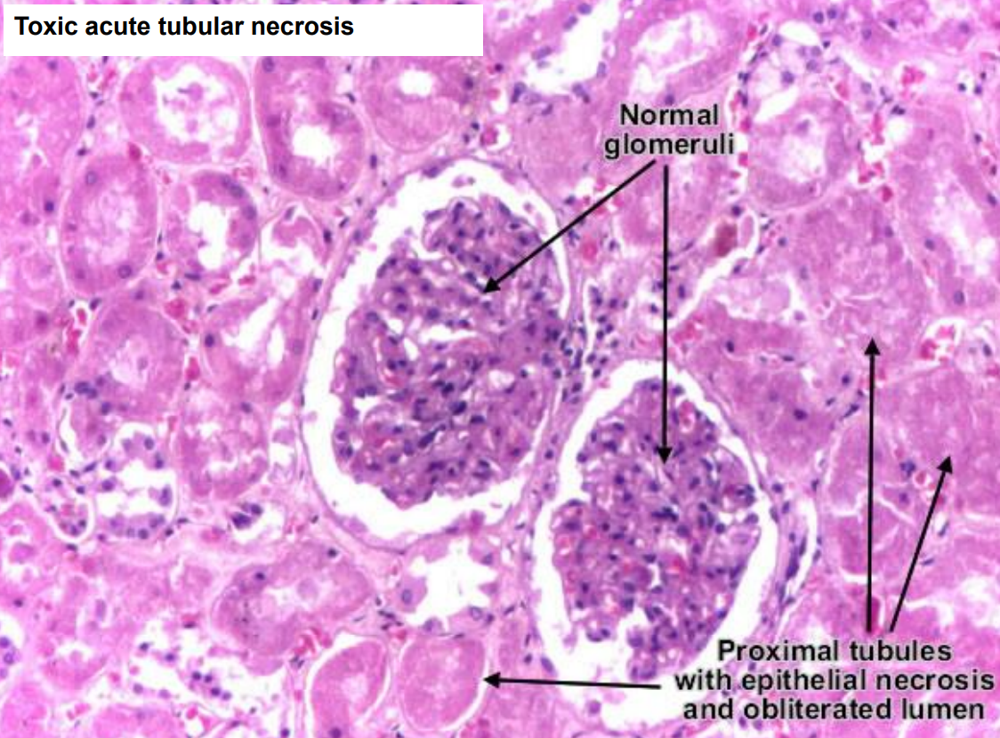 Toxic acute tubular necrosis
Normal
glomeruli
Proximal tubules
with epithelial necrosis
and obliterated lumen